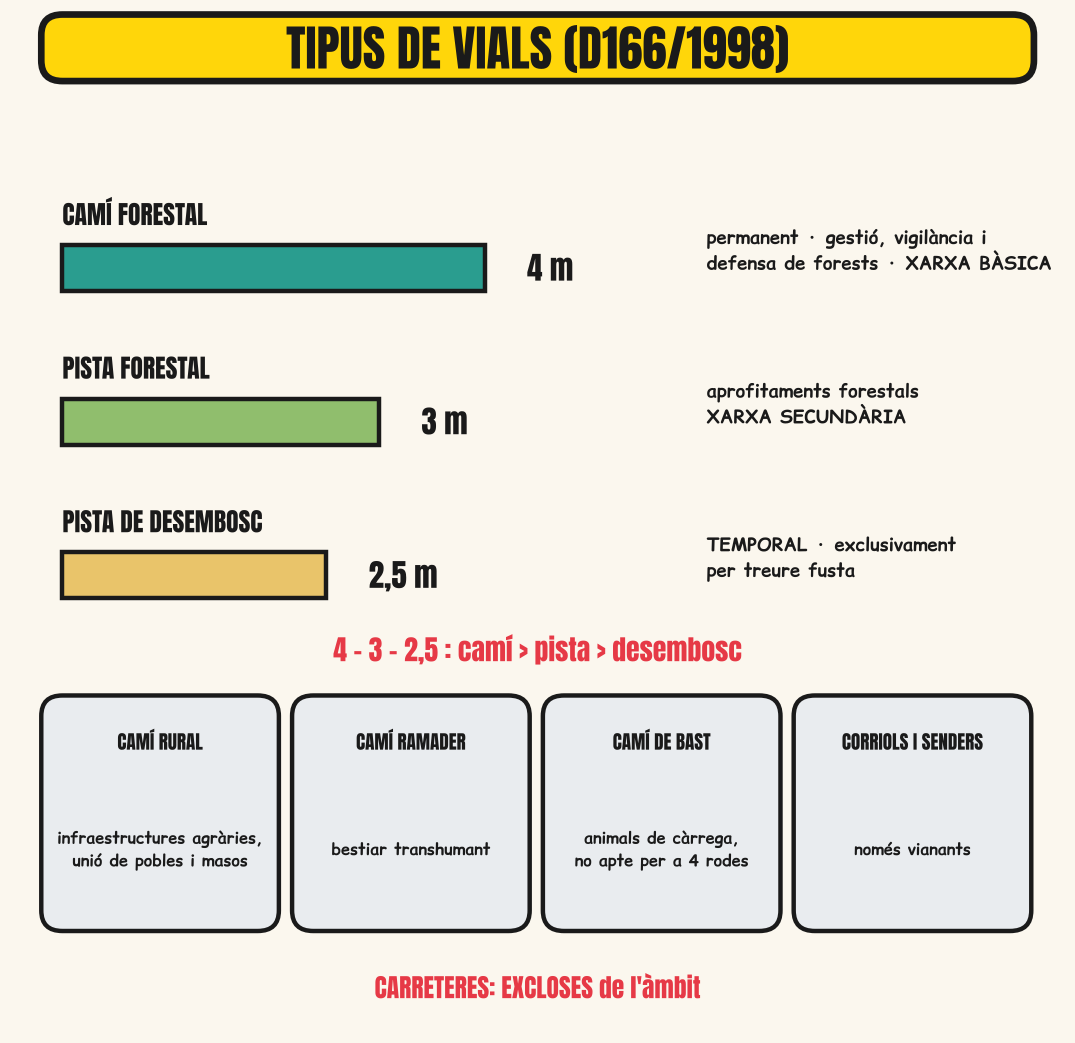 TIPUS DE VIALS (D166/1998)
CAMÍ FORESTAL
4 m
permanent · gestió, vigilància i
defensa de forests · XARXA BÀSICA
PISTA FORESTAL
3 m
aprofitaments forestals
XARXA SECUNDÀRIA
PISTA DE DESEMBOSC
2,5 m
TEMPORAL · exclusivament
per treure fusta
4 - 3 - 2,5 : camí > pista > desembosc
CAMÍ RURAL
infraestructures agràries,
unió de pobles i masos
CAMÍ RAMADER
bestiar transhumant
CAMÍ DE BAST
animals de càrrega,
no apte per a 4 rodes
CORRIOLS I SENDERS
només vianants
CARRETERES: EXCLOSES de l'àmbit